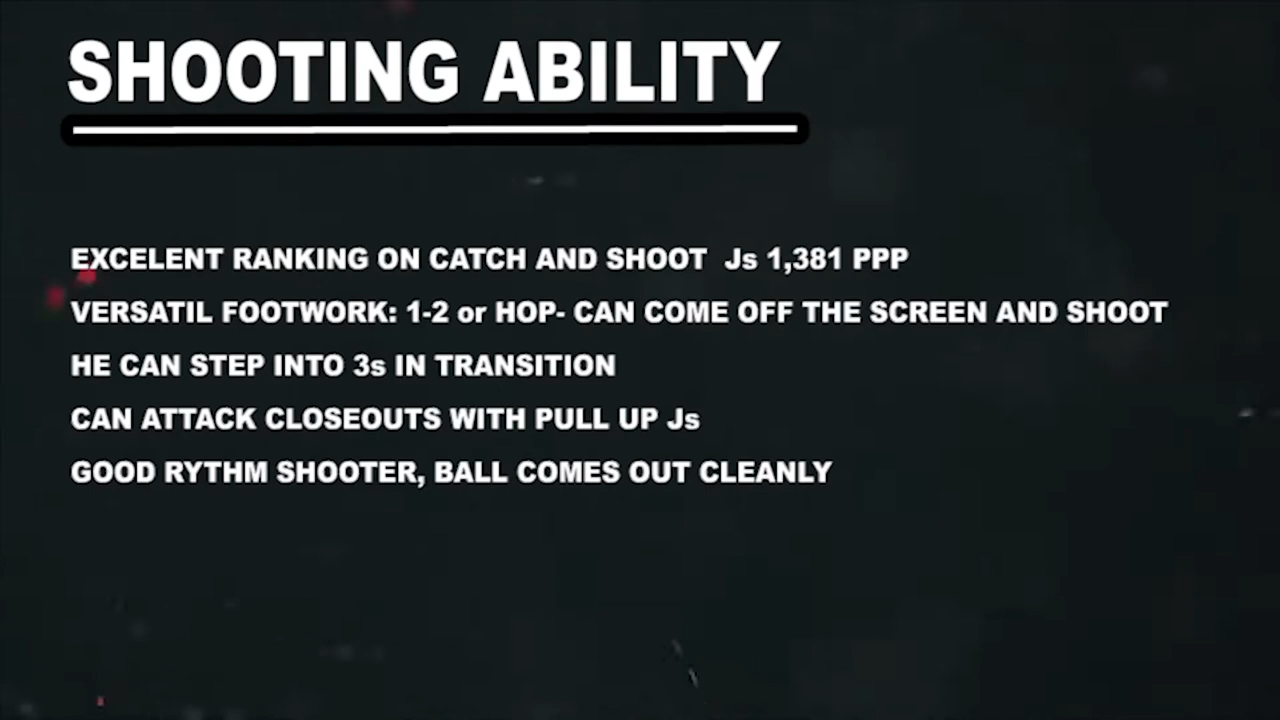 SHOOTING ABILITY
EXCELENT RANKING ON CATCH AND SHOOT Js 1,381 PPP
VERSATIL FOOTWORK: 1-2 or HOP- CAN COME OFF THE SCREEN AND SHOOT
HE CAN STEP INTO 3s IN TRANSITION
CAN ATTACK CLOSEOUTS WITH PULL UP Js
GOOD RYTHM SHOOTER, BALL COMES OUT CLEANLY